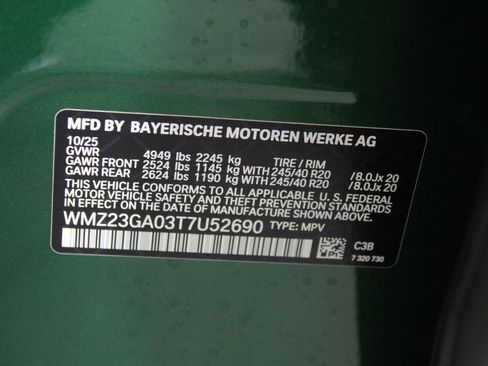 MFD BY BAYERISCHE MOTOREN WERKE AG
10/25
GVWR 4949 lbs 2245 kg TIRE / RIM
GAWR FRONT 2524 lbs 1145 kg WITH 245/40 R20 / 8.0Jx 20
GAWR REAR 2624 lbs 1190 kg WITH 245/40 R20 / 8.0Jx 20
THIS VEHICLE CONFORMS TO ALL APPLICABLE U. S. FEDERAL
MOTOR VEHICLE SAFETY AND THEFT PREVENTION STANDARDS
IN EFFECT ON THE DATE OF MANUFACTURE SHOWN ABOVE.
WMZ23GA03T7U52690 TYPE: MPV
C3B
7 320 730